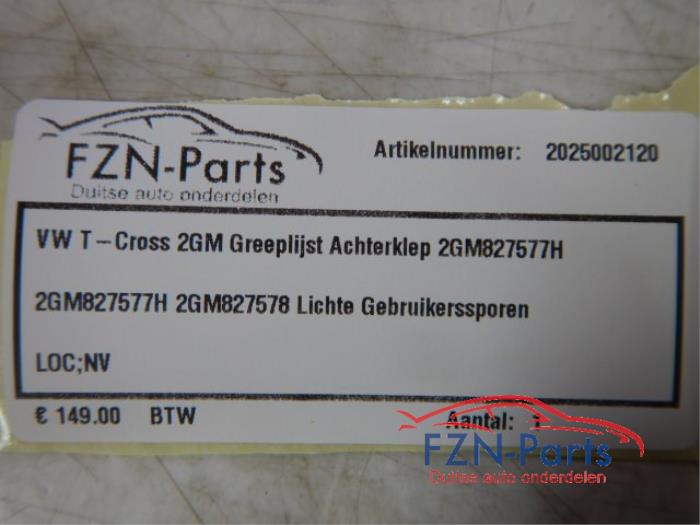 FZN-Parts
Duitse auto onderdelen
Artikelnummer: 2025002120
VW T-Cross 2GM Greeplijst Achterklep 2GM827577H
2GM827577H 2GM827578 Lichte Gebruikerssporen
LOC;NV
€ 149.00 BTW
Aantal: 1
FZN-Parts
Duitse auto onderdelen